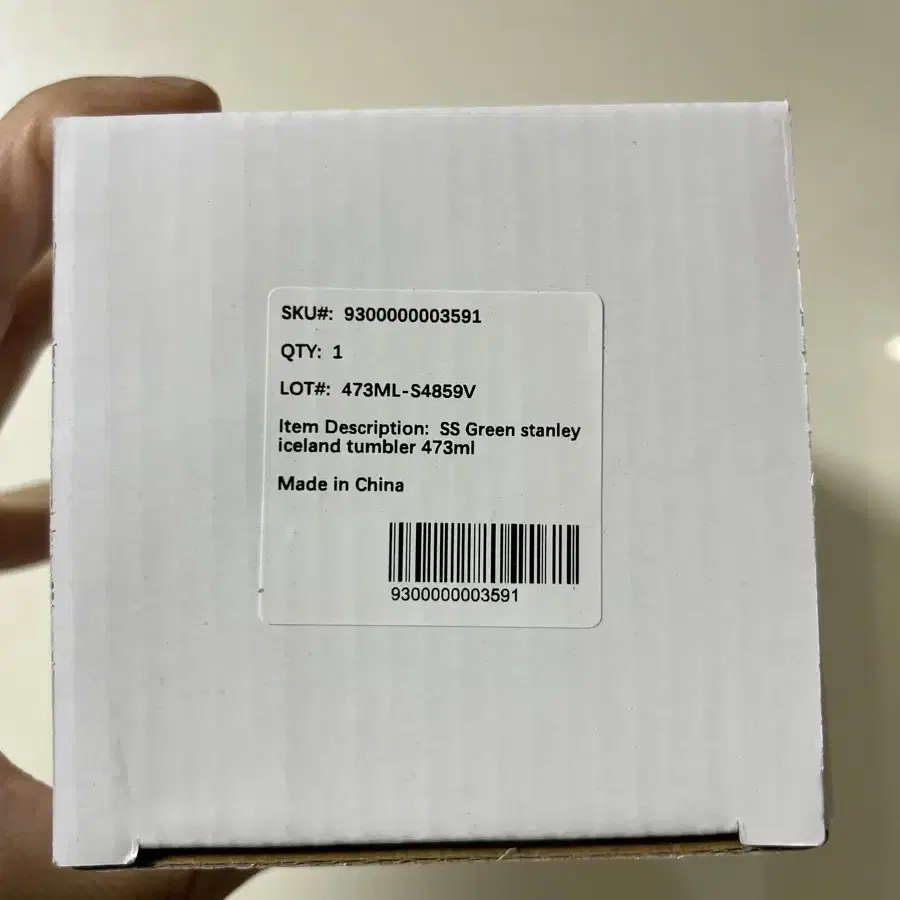 SKU#: 9300000003591
QTY: 1
LOT#: 473ML-S4859V
Item Description: SS Green stanley
iceland tumbler 473ml
Made in China
9300000003591